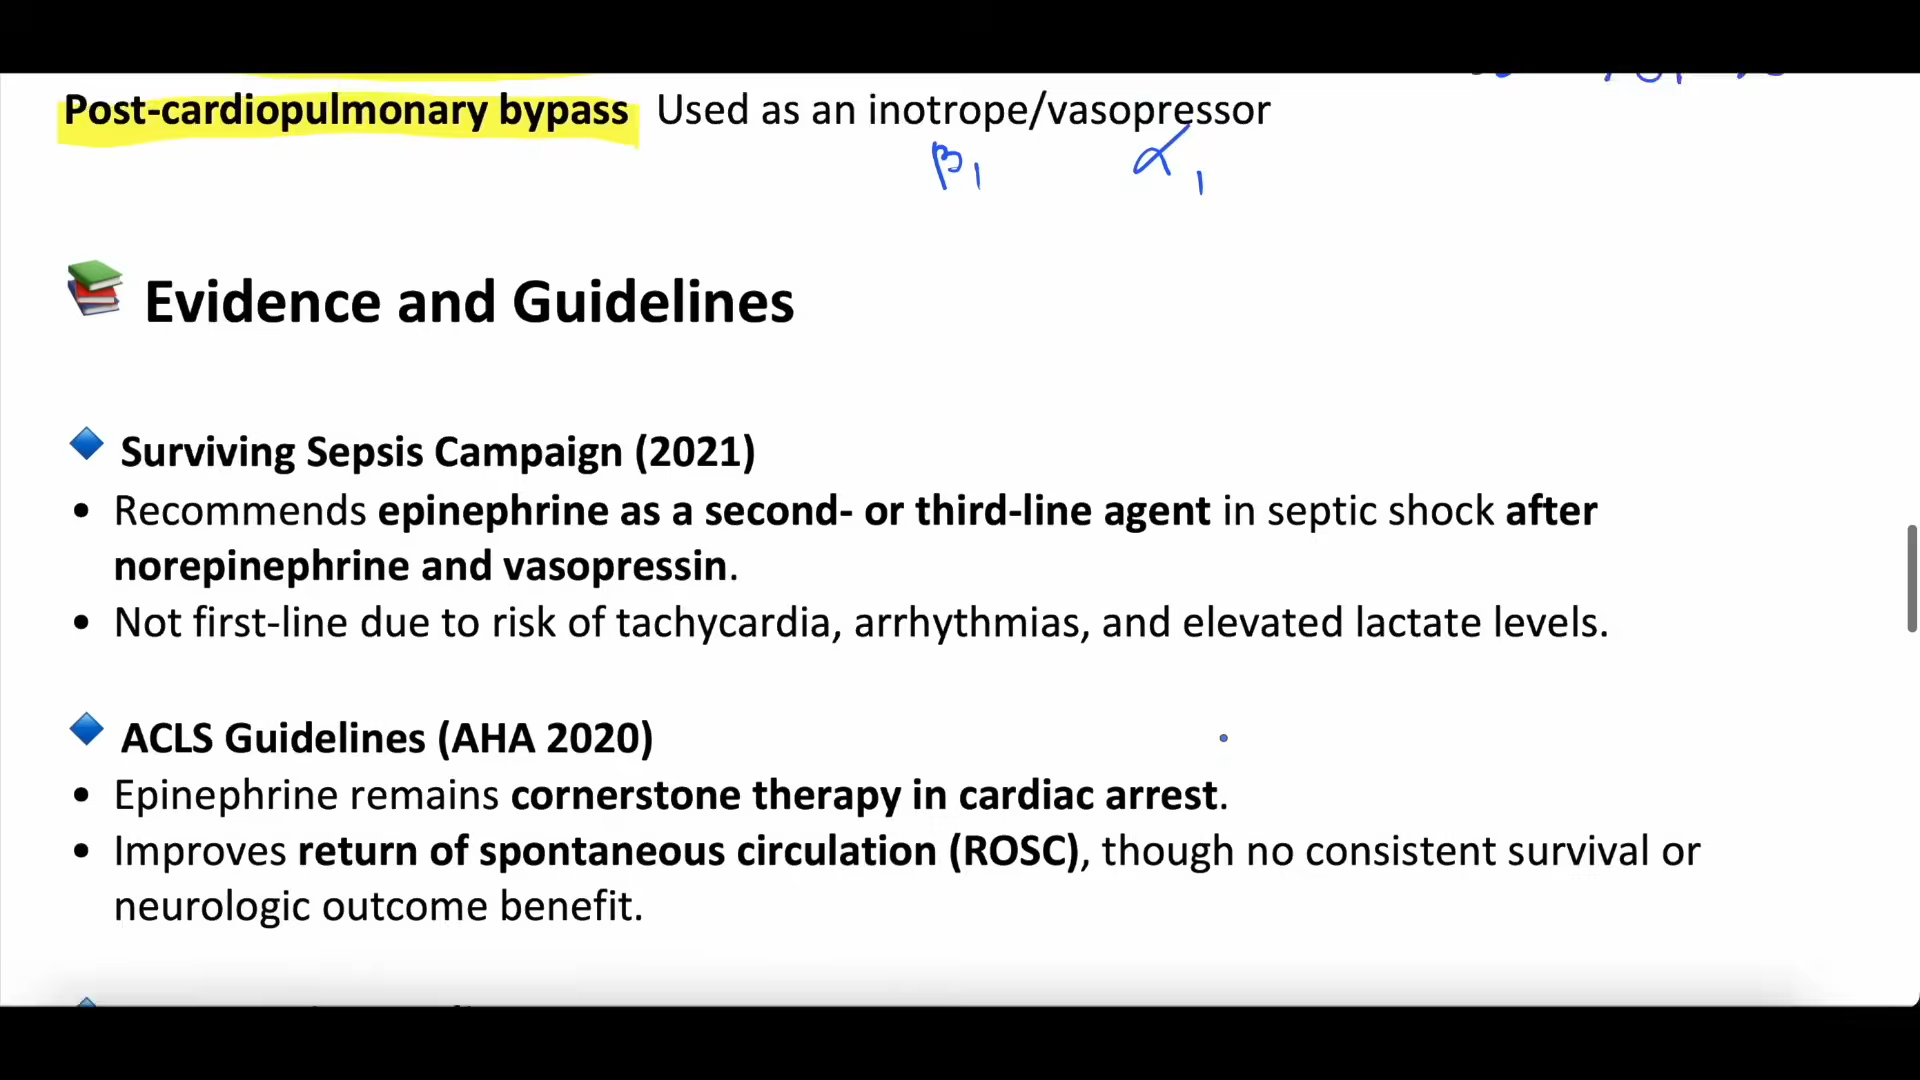 Post-cardiopulmonary bypass Used as an inotrope/vasopressor
β1 α1
Evidence and Guidelines
Surviving Sepsis Campaign (2021)
• Recommends epinephrine as a second- or third-line agent in septic shock after
norepinephrine and vasopressin.
• Not first-line due to risk of tachycardia, arrhythmias, and elevated lactate levels.
ACLS Guidelines (AHA 2020)
• Epinephrine remains cornerstone therapy in cardiac arrest.
• Improves return of spontaneous circulation (ROSC), though no consistent survival or
neurologic outcome benefit.